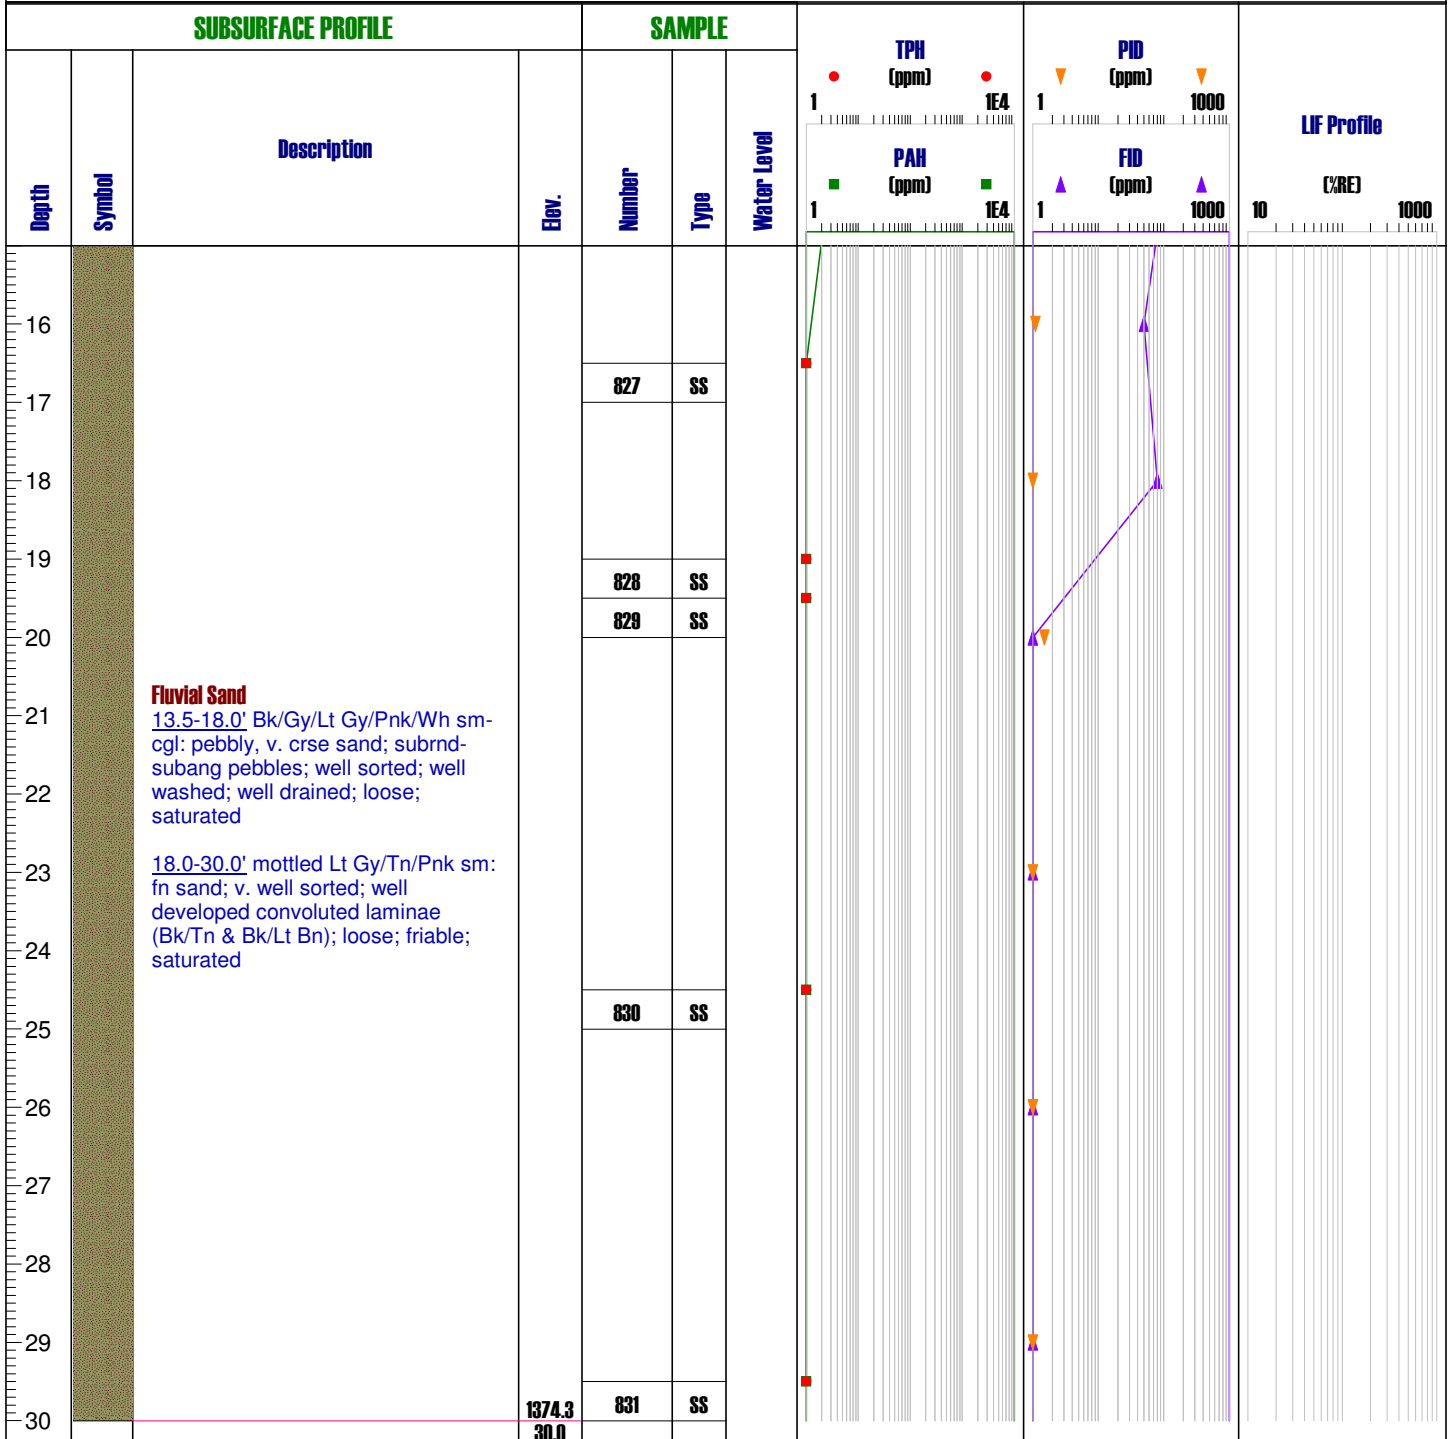 SUBSURFACE PROFILE
SAMPLE
Depth
Symbol
Description
Elev.
Number
Type
Water Level
TPH
(ppm)
1 1E4
PAH
(ppm)
1 1E4
PID
(ppm)
1 1000
FID
(ppm)
1 1000
LIF Profile
(%RE)
10 1000
16
827 SS
17
18
19
828 SS
829 SS
20
Fluvial Sand
21
13.5-18.0' Bk/Gy/Lt Gy/Pnk/Wh sm-
cgl: pebbly, v. crse sand; subrnd-
subang pebbles; well sorted; well
washed; well drained; loose;
saturated
22
18.0-30.0' mottled Lt Gy/Tn/Pnk sm:
fn sand; v. well sorted; well
developed convoluted laminae
(Bk/Tn & Bk/Lt Bn); loose; friable;
saturated
23
24
830 SS
25
26
27
28
29
831 SS
30
1374.3
30.0